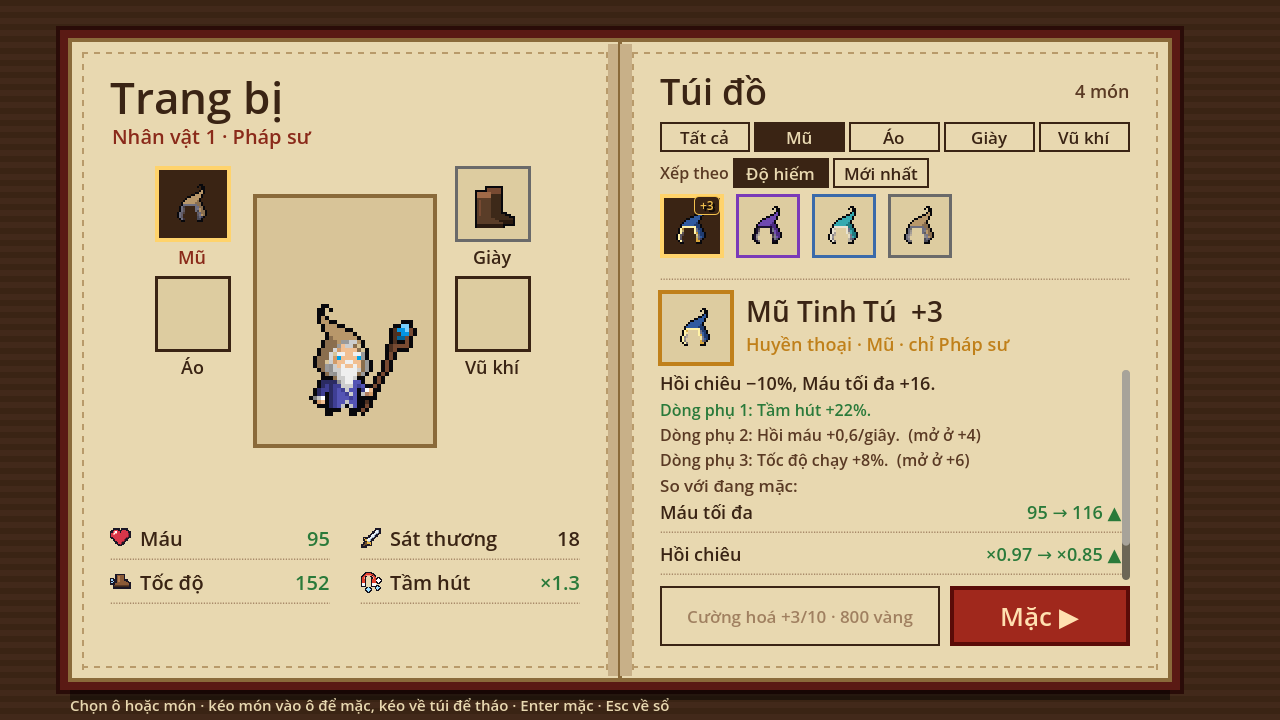 Trang bị
Nhân vật 1 · Pháp sư
Mũ
Giày
Áo
Vũ khí
Máu 95
Sát thương 18
Tốc độ 152
Tầm hút ×1.3
Túi đồ
4 món
Tất cả
Mũ
Áo
Giày
Vũ khí
Xếp theo
Độ hiếm
Mới nhất
+3
Mũ Tinh Tú +3
Huyền thoại · Mũ · chỉ Pháp sư
Hồi chiêu −10%, Máu tối đa +16.
Dòng phụ 1: Tầm hút +22%.
Dòng phụ 2: Hồi máu +0,6/giây. (mở ở +4)
Dòng phụ 3: Tốc độ chạy +8%. (mở ở +6)
So với đang mặc:
Máu tối đa 95 → 116 ▲
Hồi chiêu ×0.97 → ×0.85 ▲
Cường hoá +3/10 · 800 vàng
Mặc ▶
Chọn ô hoặc món · kéo món vào ô để mặc, kéo về túi để tháo · Enter mặc · Esc về sổ